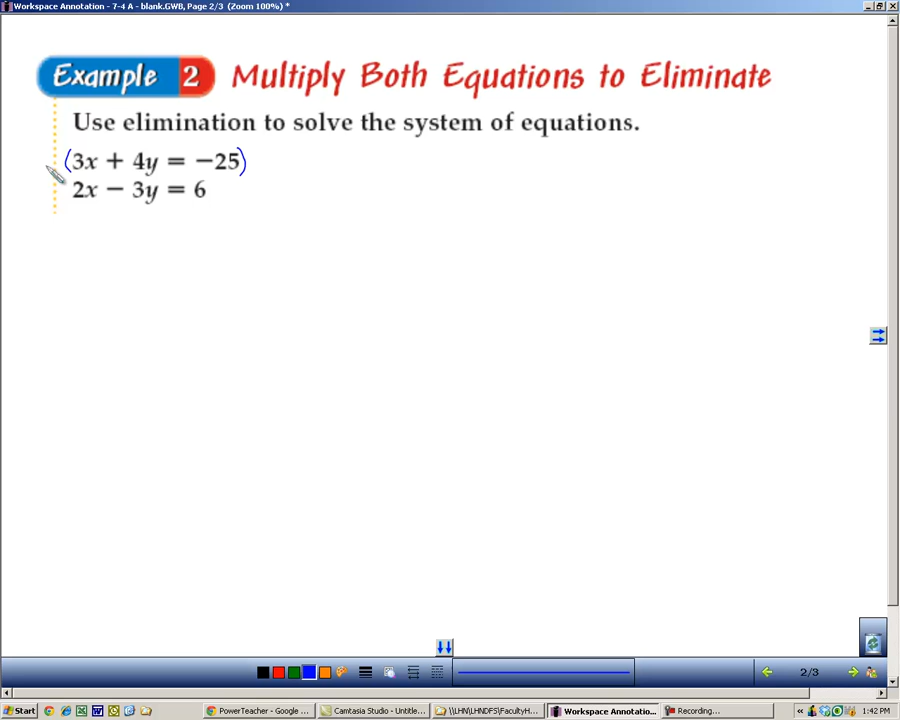 Workspace Annotation - 7-4 A - blank.GWB, Page 2/3 (Zoom 100%) *
Example 2 Multiply Both Equations to Eliminate
Use elimination to solve the system of equations.
(3x + 4y = −25)
2x − 3y = 6
2/3
Start
PowerTeacher - Google ...
Camtasia Studio - Untitle...
\\LHN\LHNDFS\FacultyH...
Workspace Annotatio...
Recording...
1:42 PM